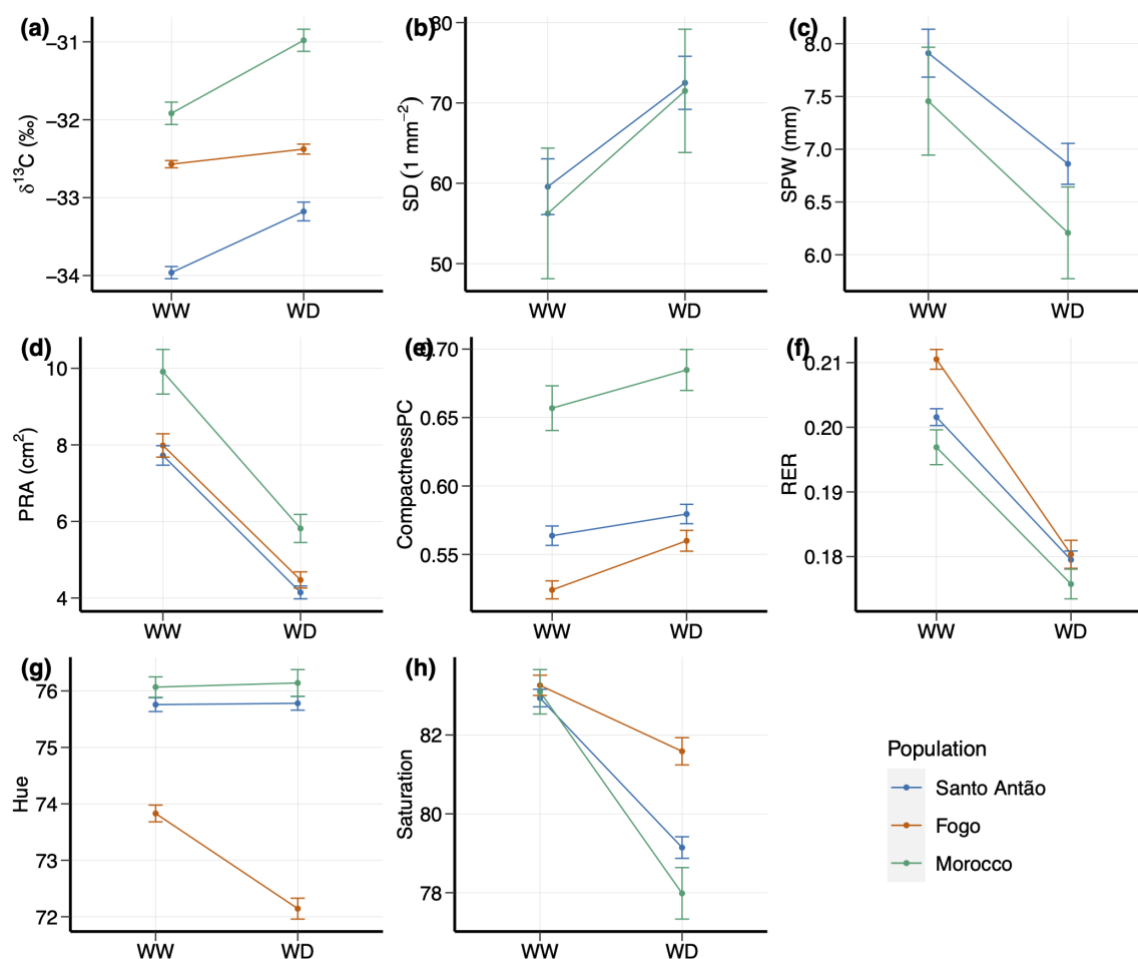 (a)
δ¹³C (‰)
−31
−32
−33
−34
WW WD
(b)
SD (1 mm⁻²)
80
70
60
50
WW WD
(c)
SPW (mm)
8.0
7.5
7.0
6.5
6.0
WW WD
(d)
PRA (cm²)
10
8
6
4
WW WD
(e)
CompactnessPC
0.70
0.65
0.60
0.55
WW WD
(f)
RER
0.21
0.20
0.19
0.18
WW WD
(g)
Hue
76
75
74
73
72
WW WD
(h)
Saturation
82
80
78
WW WD
Population
Santo Antão
Fogo
Morocco